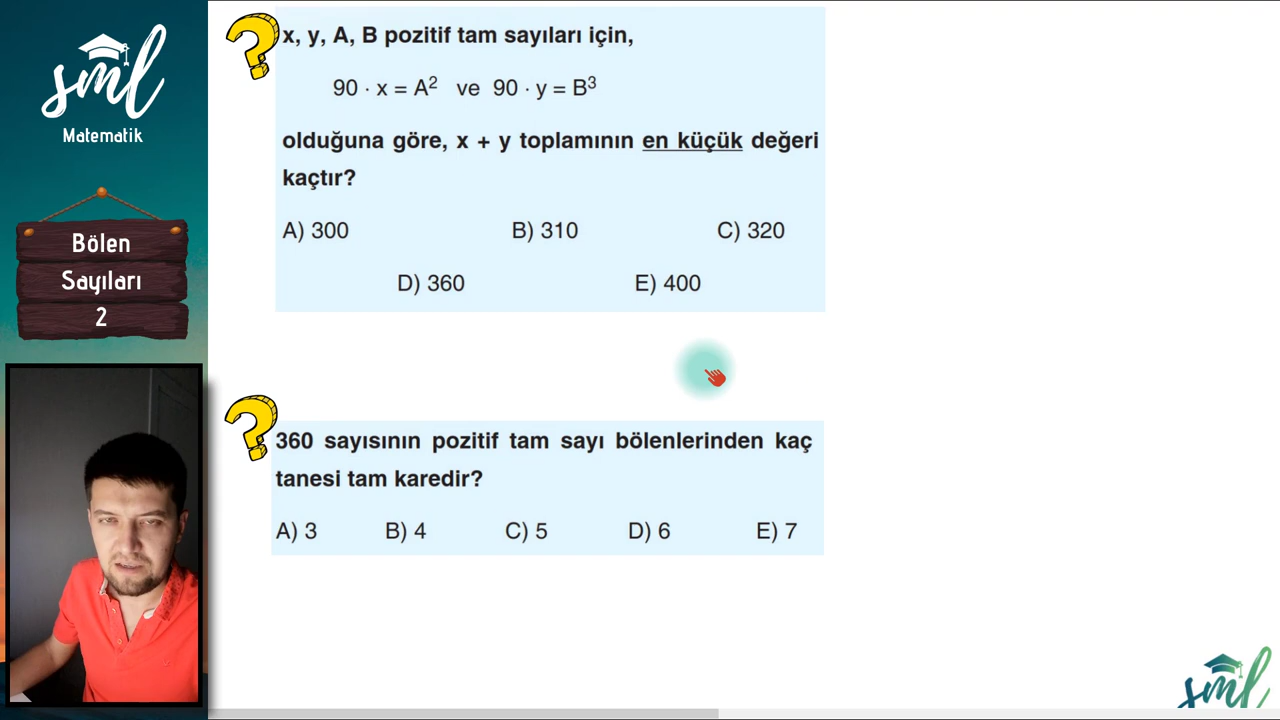 sml
Matematik
Bölen
Sayıları
2
x, y, A, B pozitif tam sayıları için,
90 · x = A² ve 90 · y = B³
olduğuna göre, x + y toplamının en küçük değeri
kaçtır?
A) 300 B) 310 C) 320
D) 360 E) 400
360 sayısının pozitif tam sayı bölenlerinden kaç
tanesi tam karedir?
A) 3 B) 4 C) 5 D) 6 E) 7
sml